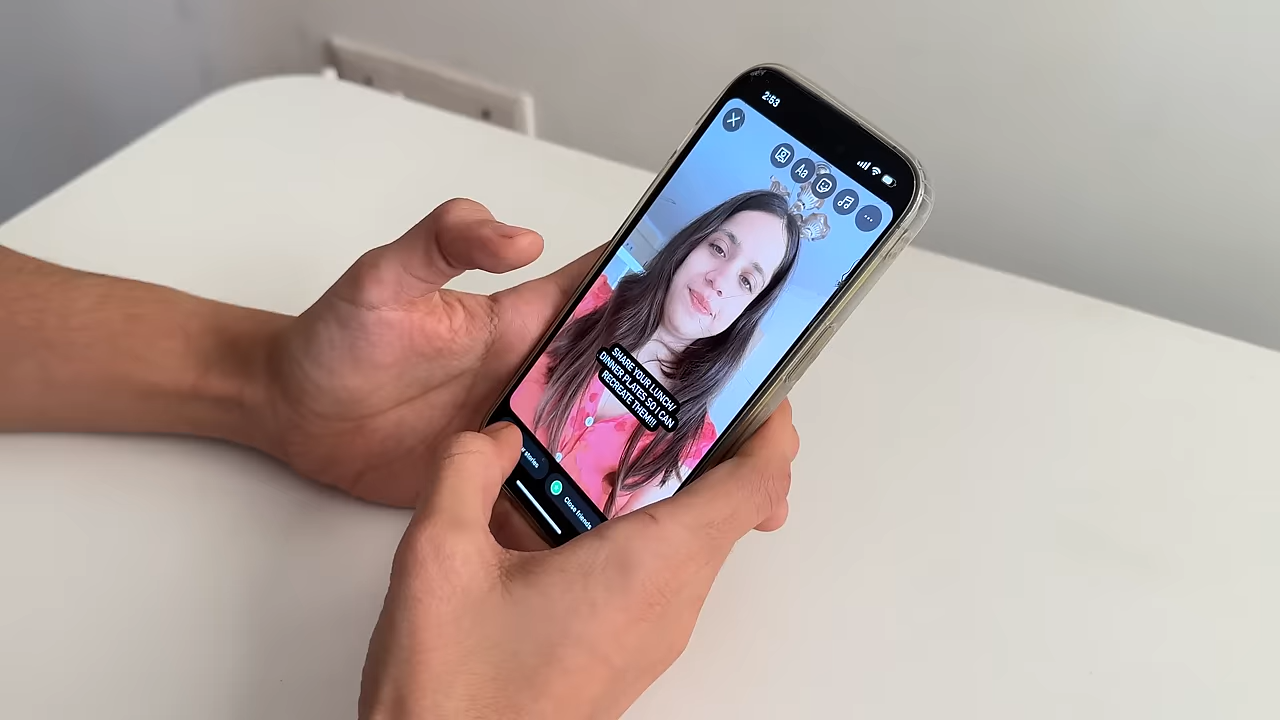 2:53
Aa
SHARE YOUR LUNCH/
DINNER PLATES SO I CAN
RECREATE THEM!!!
stories
Close friends